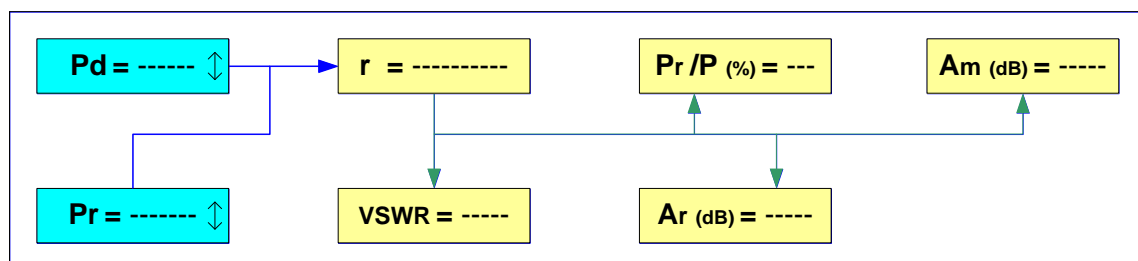 Pd = ------ ↕
r = ----------
Pr /P (%) = ---
Am (dB) = -----
Pr = ------- ↕
VSWR = -----
Ar (dB) = -----